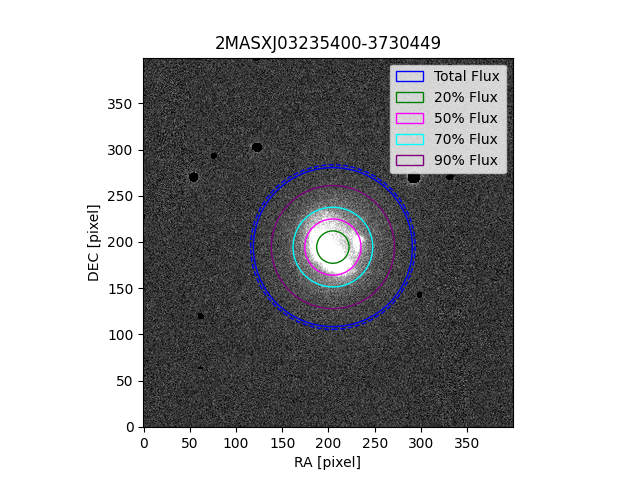 2MASXJ03235400-3730449
Total Flux
20% Flux
50% Flux
70% Flux
90% Flux
350
300
250
200
150
100
50
0
DEC [pixel]
0 50 100 150 200 250 300 350
RA [pixel]